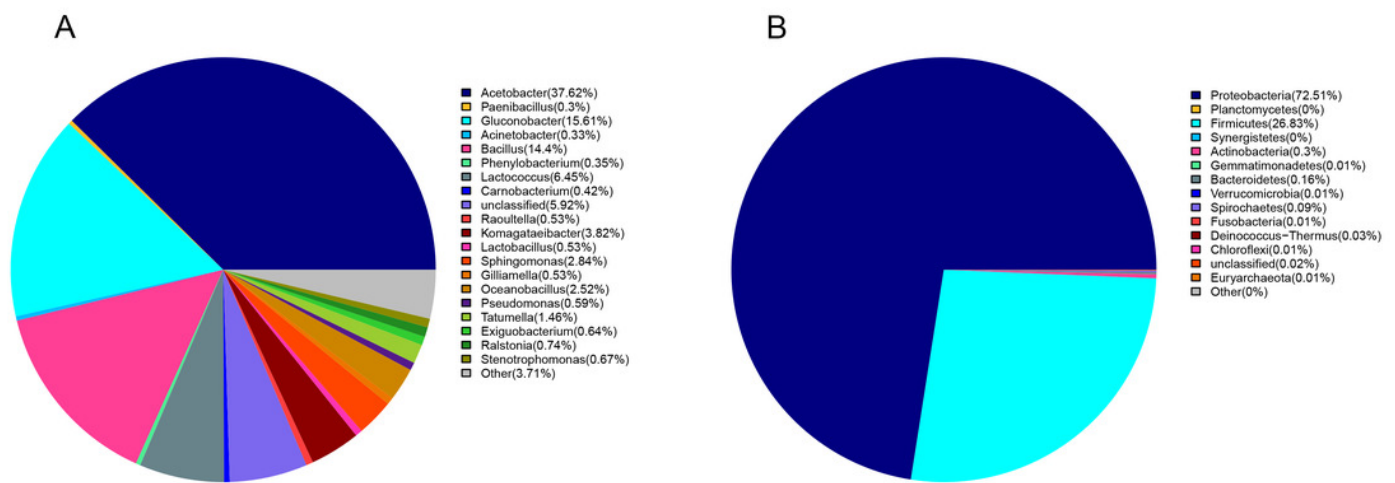 A
Acetobacter(37.62%)
Paenibacillus(0.3%)
Gluconobacter(15.61%)
Acinetobacter(0.33%)
Bacillus(14.4%)
Phenylobacterium(0.35%)
Lactococcus(6.45%)
Carnobacterium(0.42%)
unclassified(5.92%)
Raoultella(0.53%)
Komagataeibacter(3.82%)
Lactobacillus(0.53%)
Sphingomonas(2.84%)
Gilliamella(0.53%)
Oceanobacillus(2.52%)
Pseudomonas(0.59%)
Tatumella(1.46%)
Exiguobacterium(0.64%)
Ralstonia(0.74%)
Stenotrophomonas(0.67%)
Other(3.71%)
B
Proteobacteria(72.51%)
Planctomycetes(0%)
Firmicutes(26.83%)
Synergistetes(0%)
Actinobacteria(0.3%)
Gemmatimonadetes(0.01%)
Bacteroidetes(0.16%)
Verrucomicrobia(0.01%)
Spirochaetes(0.09%)
Fusobacteria(0.01%)
Deinococcus−Thermus(0.03%)
Chloroflexi(0.01%)
unclassified(0.02%)
Euryarchaeota(0.01%)
Other(0%)